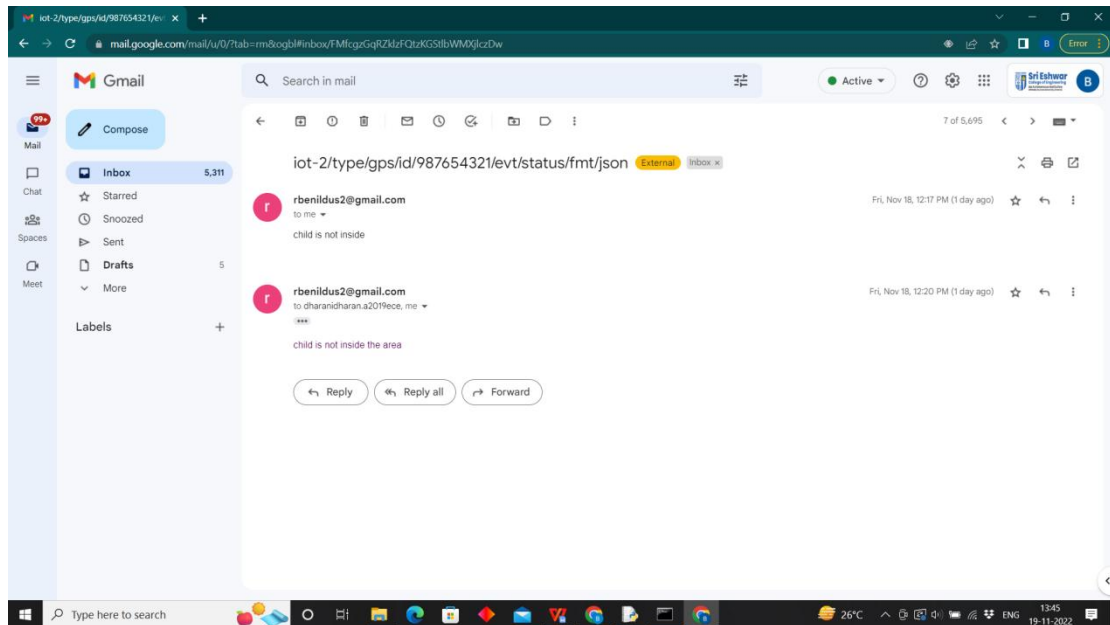 iot-2/type/gps/id/987654321/ev
mail.google.com/mail/u/0/?tab=rm&ogbl#inbox/FMfcgzGqRZldzFQtzKGStlbWMXjlczDw
B
Error
Gmail
Search in mail
Active
Sri Eshwar
B
99+
Mail
Compose
7 of 5,695
iot-2/type/gps/id/987654321/evt/status/fmt/json External Inbox ×
Inbox 5,311
Chat
Starred
r
rbenildus2@gmail.com
Fri, Nov 18, 12:17 PM (1 day ago)
to me
Snoozed
Spaces
child is not inside
Sent
Drafts 5
Meet
More
r
rbenildus2@gmail.com
Fri, Nov 18, 12:20 PM (1 day ago)
to dharanidharan.a2019ece, me
Labels
child is not inside the area
Reply
Reply all
Forward
Type here to search
26°C
ENG
13:45
19-11-2022